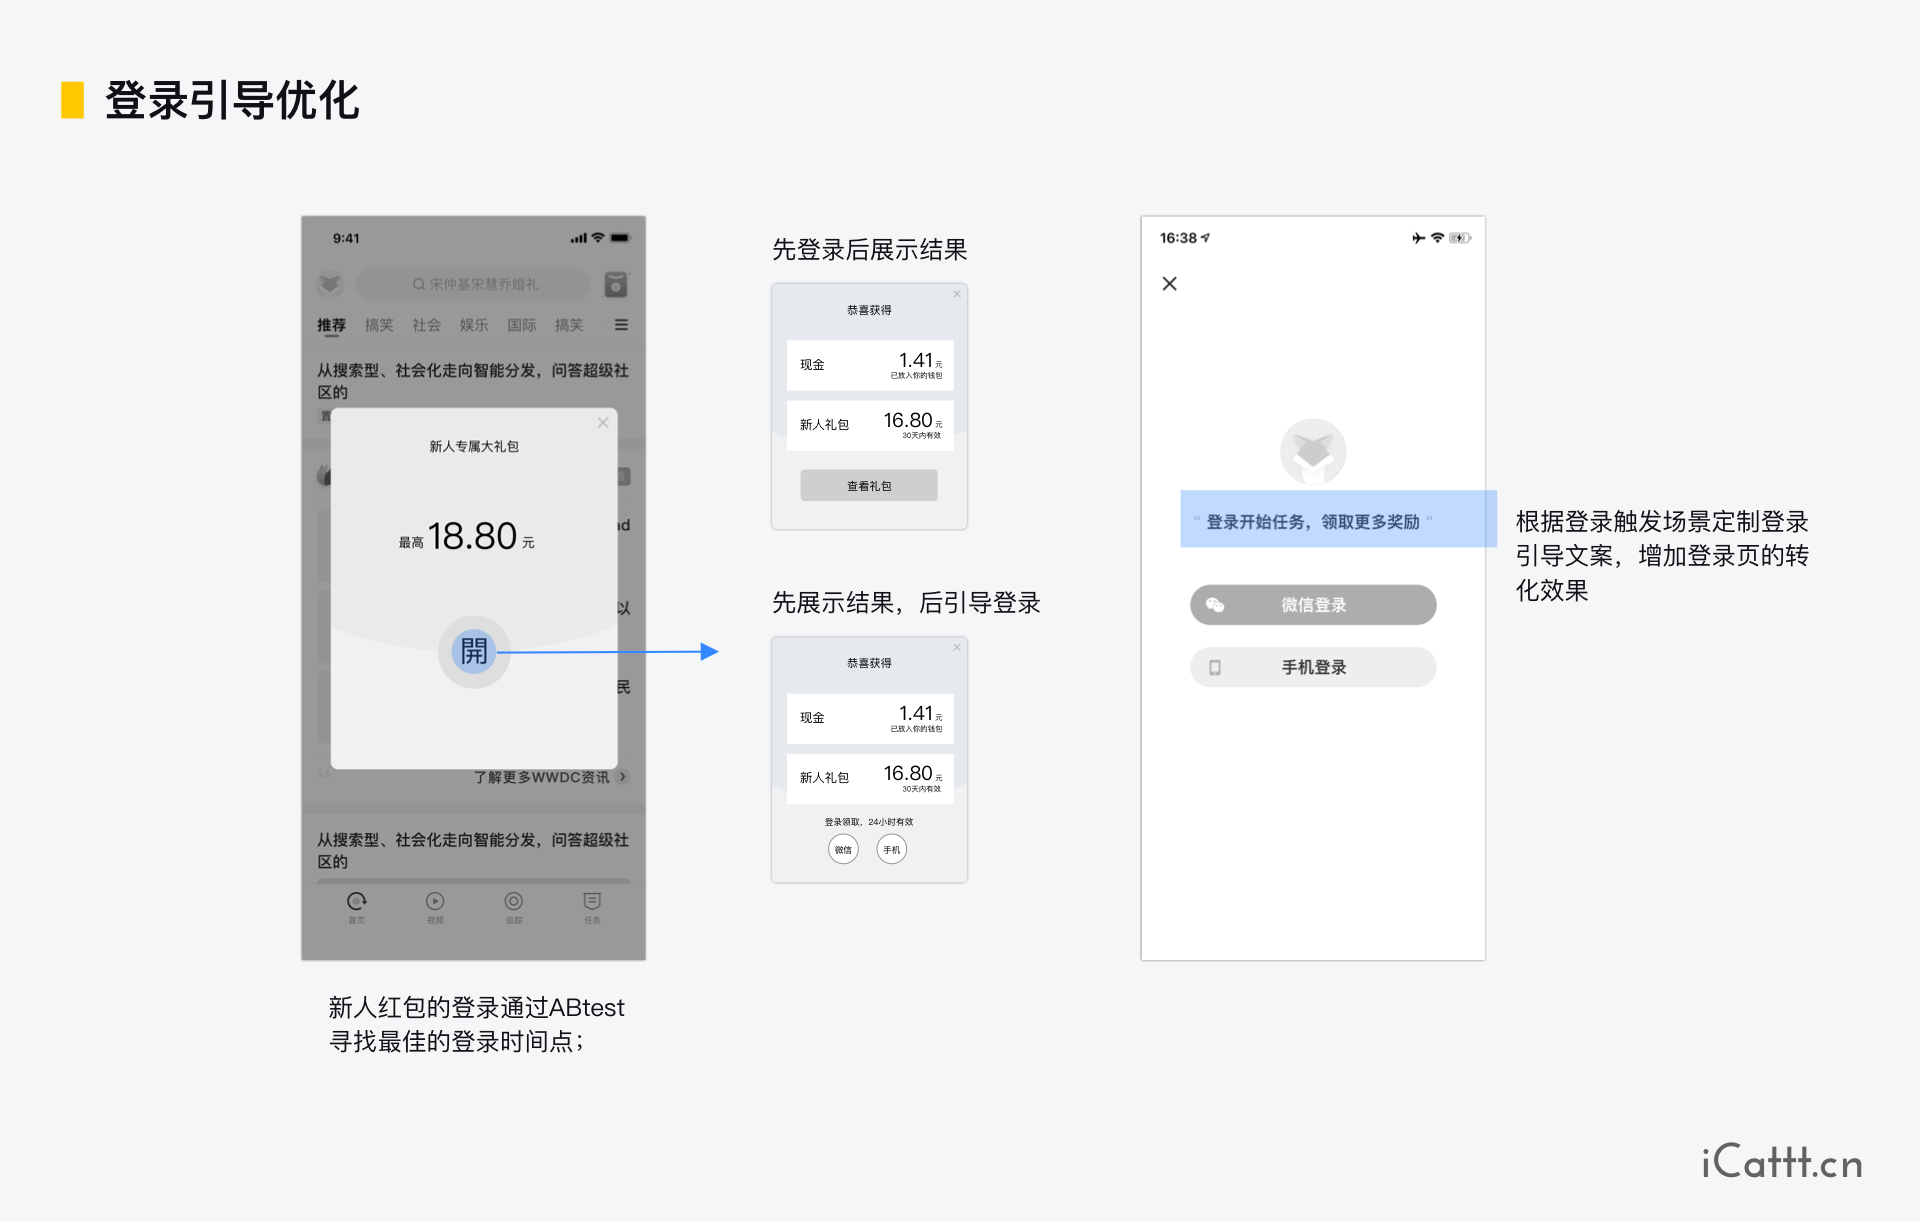 登录引导优化
9:41
宋仲基宋慧乔婚礼
推荐 搞笑 社会 娱乐 国际 搞笑
从搜索型、社会化走向智能分发，问答超级社
区的
置
新人专属大礼包
最高 18.80 元
開
ad
以
民
了解更多WWDC资讯
从搜索型、社会化走向智能分发，问答超级社
区的
首页 视频 追踪 任务
新人红包的登录通过ABtest
寻找最佳的登录时间点；
先登录后展示结果
恭喜获得
现金 1.41 元
已放入你的钱包
新人礼包 16.80 元
30天内有效
查看礼包
先展示结果，后引导登录
恭喜获得
现金 1.41 元
已放入你的钱包
新人礼包 16.80 元
30天内有效
登录领取，24小时有效
微信 手机
16:38
" 登录开始任务，领取更多奖励 "
微信登录
手机登录
根据登录触发场景定制登录
引导文案，增加登录页的转
化效果
iCattt.cn